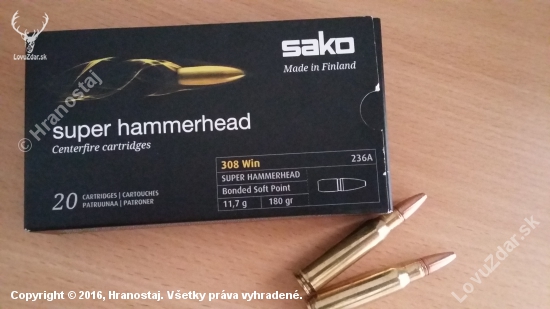 LovuZdar.sk
© Hranostaj
sako
Made in Finland
super hammerhead
Centerfire cartridges
308 Win 236A
SUPER HAMMERHEAD
Bonded Soft Point
11,7 g 180 gr
20 CARTRIDGES | CARTOUCHES
PATRUUNAA | PATRONER
LovuZdar.sk
Copyright © 2016, Hranostaj. Všetky práva vyhradené.